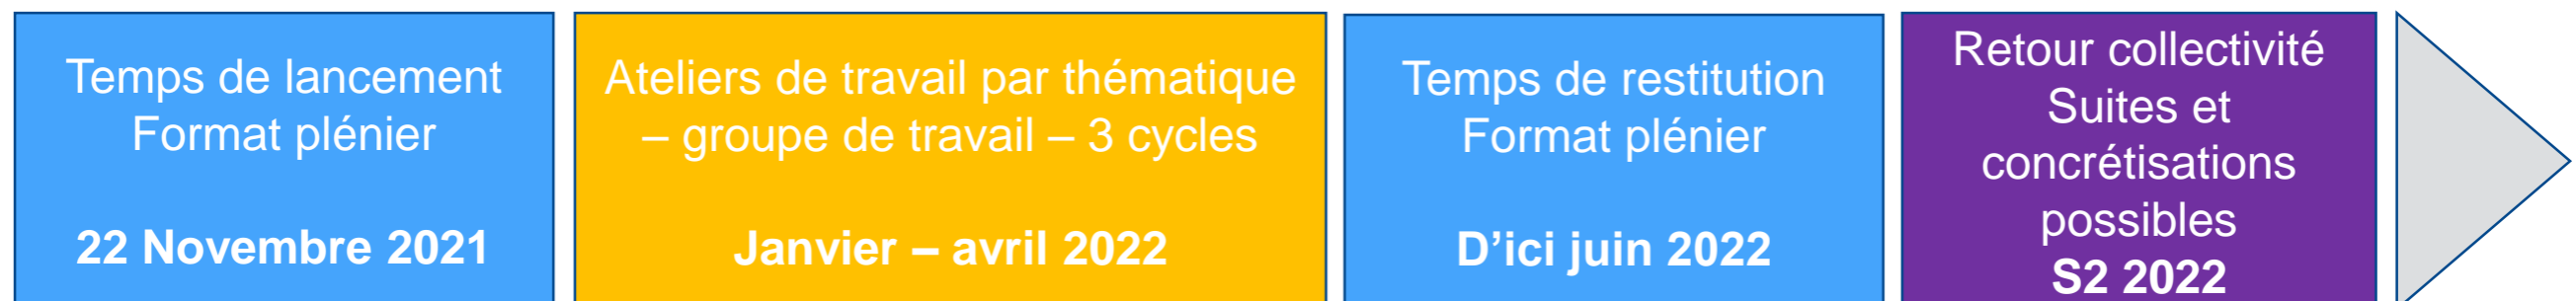 Temps de lancement
Format plénier
22 Novembre 2021
Ateliers de travail par thématique
– groupe de travail – 3 cycles
Janvier – avril 2022
Temps de restitution
Format plénier
D’ici juin 2022
Retour collectivité
Suites et
concrétisations
possibles
S2 2022